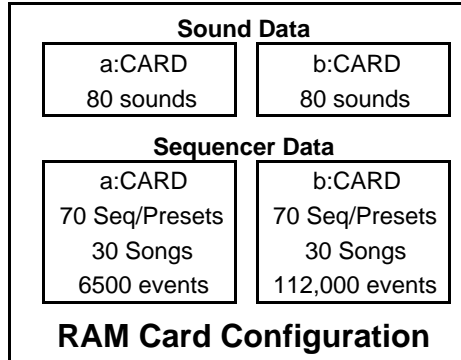 Sound Data
a:CARD
80 sounds
b:CARD
80 sounds
Sequencer Data
a:CARD
70 Seq/Presets
30 Songs
6500 events
b:CARD
70 Seq/Presets
30 Songs
112,000 events
RAM Card Configuration